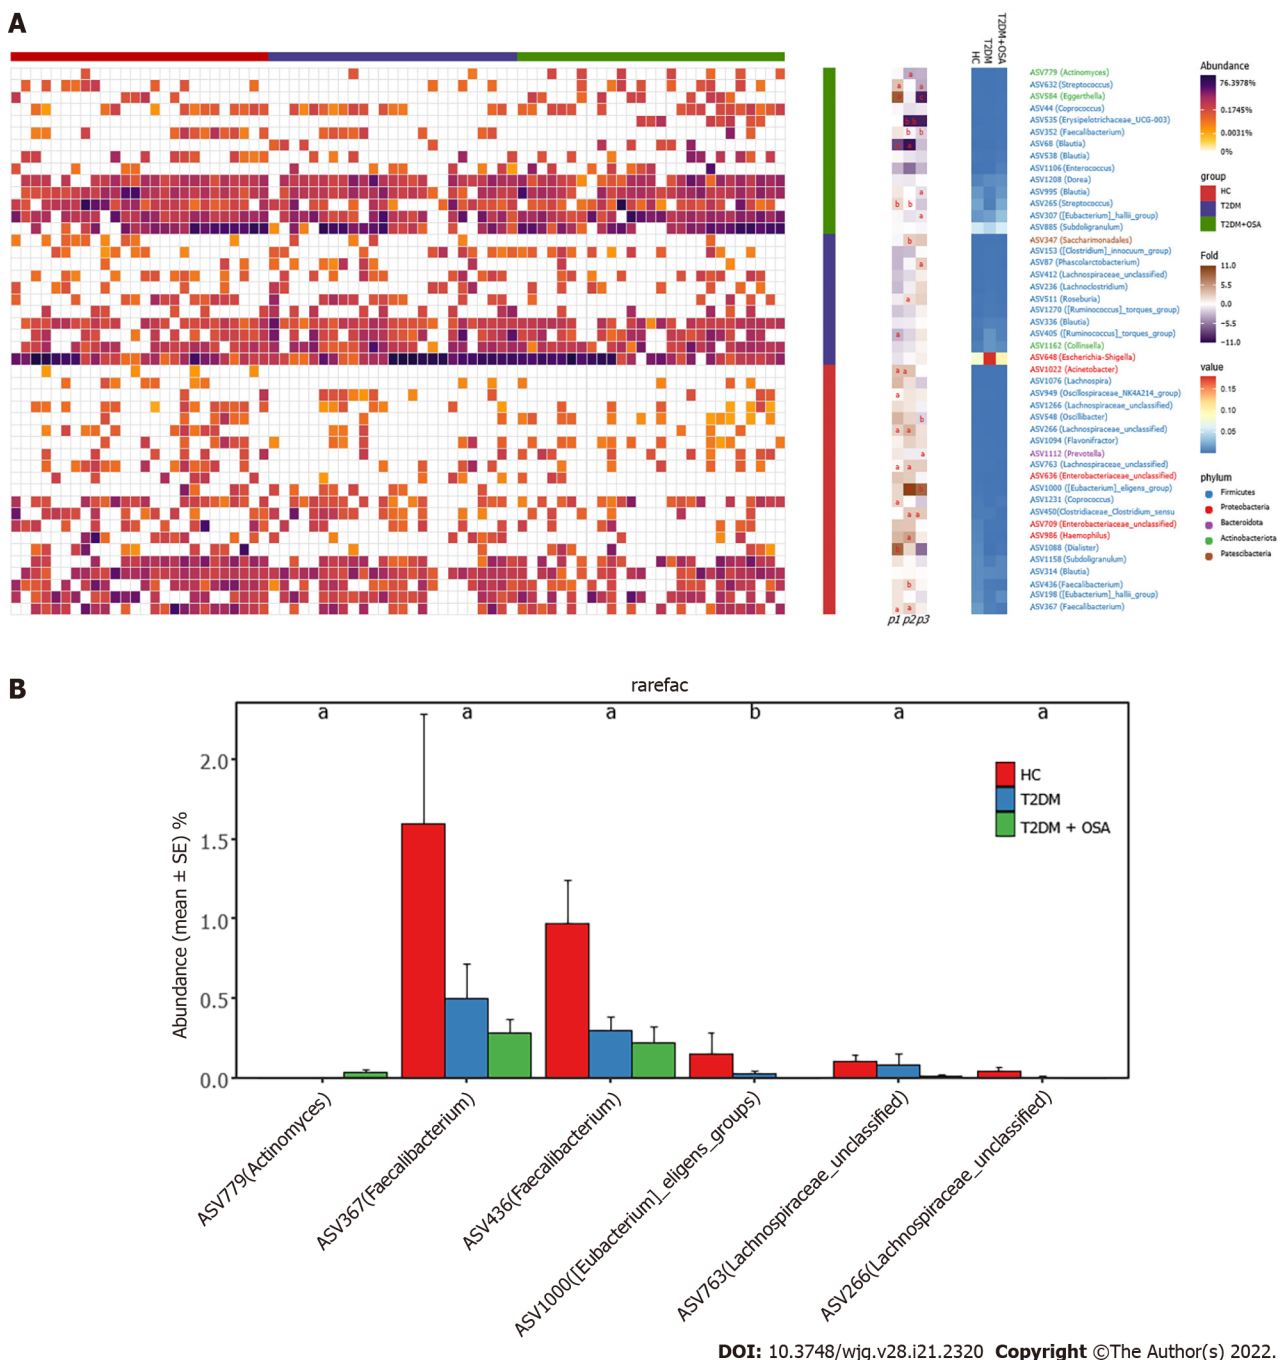 A
HC
T2DM
T2DM+OSA
ASV779 (Actinomyces)
ASV632 (Streptococcus)
ASV584 (Eggerthella)
ASV44 (Coprococcus)
ASV535 (Erysipelotrichaceae_UCG-003)
ASV352 (Faecalibacterium)
ASV68 (Blautia)
ASV538 (Blautia)
ASV1106 (Enterococcus)
ASV1208 (Dorea)
ASV995 (Blautia)
ASV265 (Streptococcus)
ASV307 ([Eubacterium]_hallii_group)
ASV885 (Subdoligranulum)
ASV347 (Saccharimonadales)
ASV153 ([Clostridium]_innocuum_group)
ASV87 (Phascolarctobacterium)
ASV412 (Lachnospiraceae_unclassified)
ASV236 (Lachnoclostridium)
ASV511 (Roseburia)
ASV1270 ([Ruminococcus]_torques_group)
ASV336 (Blautia)
ASV405 ([Ruminococcus]_torques_group)
ASV1162 (Collinsella)
ASV648 (Escherichia-Shigella)
ASV1022 (Acinetobacter)
ASV1076 (Lachnospira)
ASV949 (Oscillospiraceae_NK4A214_group)
ASV1266 (Lachnospiraceae_unclassified)
ASV548 (Oscillibacter)
ASV266 (Lachnospiraceae_unclassified)
ASV1094 (Flavonifractor)
ASV1112 (Prevotella)
ASV763 (Lachnospiraceae_unclassified)
ASV636 (Enterobacteriaceae_unclassified)
ASV1000 ([Eubacterium]_eligens_group)
ASV1231 (Coprococcus)
ASV450(Clostridiaceae_Clostridium_sensu
ASV709 (Enterobacteriaceae_unclassified)
ASV986 (Haemophilus)
ASV1088 (Dialister)
ASV1158 (Subdoligranulum)
ASV314 (Blautia)
ASV436 (Faecalibacterium)
ASV198 ([Eubacterium]_hallii_group)
ASV367 (Faecalibacterium)
p1 p2 p3
Abundance
76.3978%
0.1745%
0.0031%
0%
group
HC
T2DM
T2DM+OSA
Fold
11.0
5.5
0.0
−5.5
−11.0
value
0.15
0.10
0.05
phylum
Firmicutes
Proteobacteria
Bacteroidota
Actinobacteriota
Patescibacteria
B
rarefac
a a a b a a
HC
T2DM
T2DM + OSA
Abundance (mean ± SE) %
2.0
1.5
1.0
0.5
0.0
ASV779(Actinomyces)
ASV367(Faecalibacterium)
ASV436(Faecalibacterium)
ASV1000([Eubacterium]_eligens_groups)
ASV763(Lachnospiraceae_unclassified)
ASV266(Lachnospiraceae_unclassified)
DOI: 10.3748/wjg.v28.i21.2320 Copyright ©The Author(s) 2022.